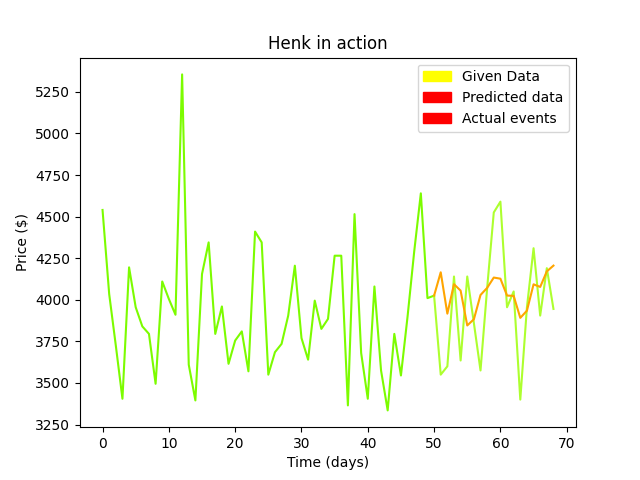 Henk in action
Given Data
Predicted data
Actual events
Price ($)
5250
5000
4750
4500
4250
4000
3750
3500
3250
0 10 20 30 40 50 60 70
Time (days)